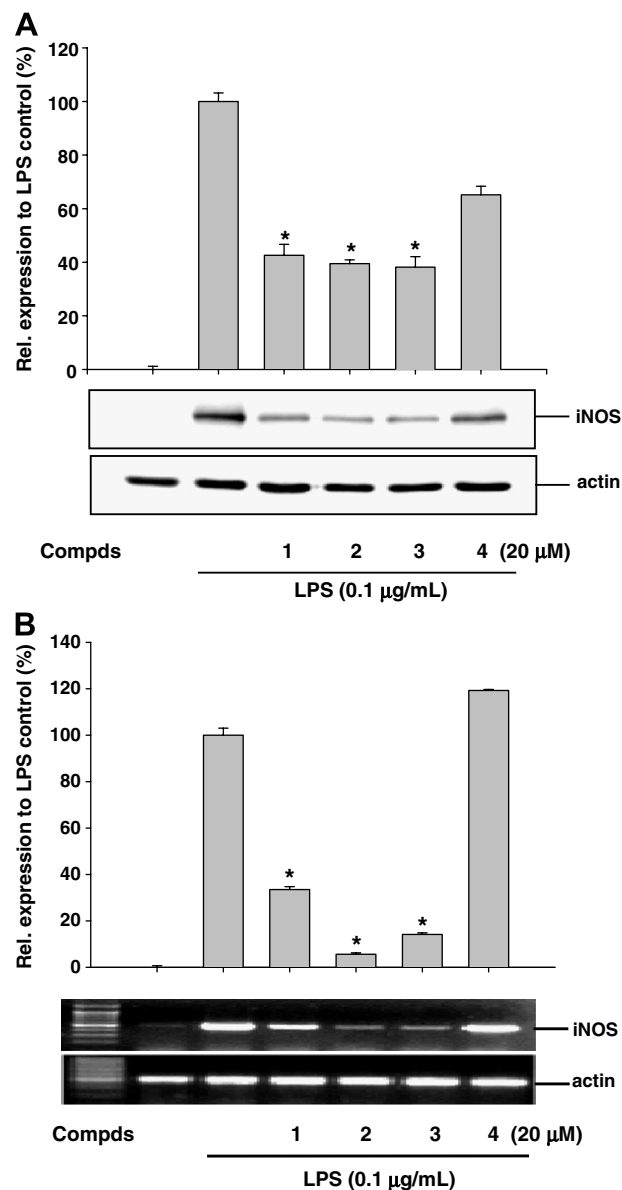 A
Rel. expression to LPS control (%)
120
100
80
60
40
20
0
*
*
*
iNOS
actin
Compds 1 2 3 4 (20 μM)
LPS (0.1 μg/mL)
B
Rel. expression to LPS control (%)
140
120
100
80
60
40
20
0
*
*
*
iNOS
actin
Compds 1 2 3 4 (20 μM)
LPS (0.1 μg/mL)